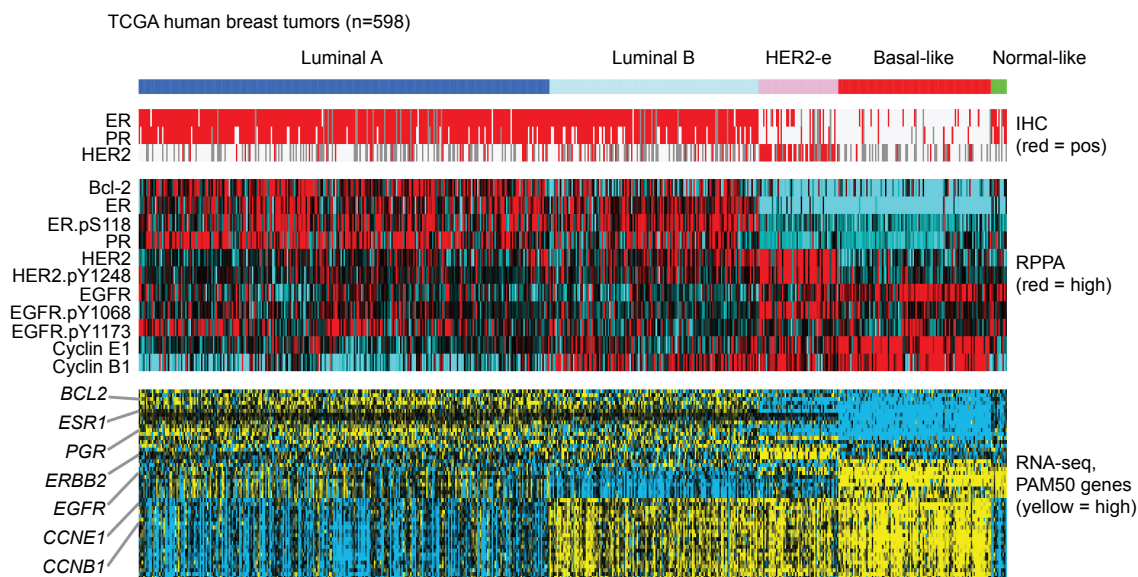 TCGA human breast tumors (n=598)
Luminal A Luminal B HER2-e Basal-like Normal-like
ER
PR
HER2
IHC
(red = pos)
Bcl-2
ER
ER.pS118
PR
HER2
HER2.pY1248
EGFR
EGFR.pY1068
EGFR.pY1173
Cyclin E1
Cyclin B1
RPPA
(red = high)
BCL2
ESR1
PGR
ERBB2
EGFR
CCNE1
CCNB1
RNA-seq,
PAM50 genes
(yellow = high)